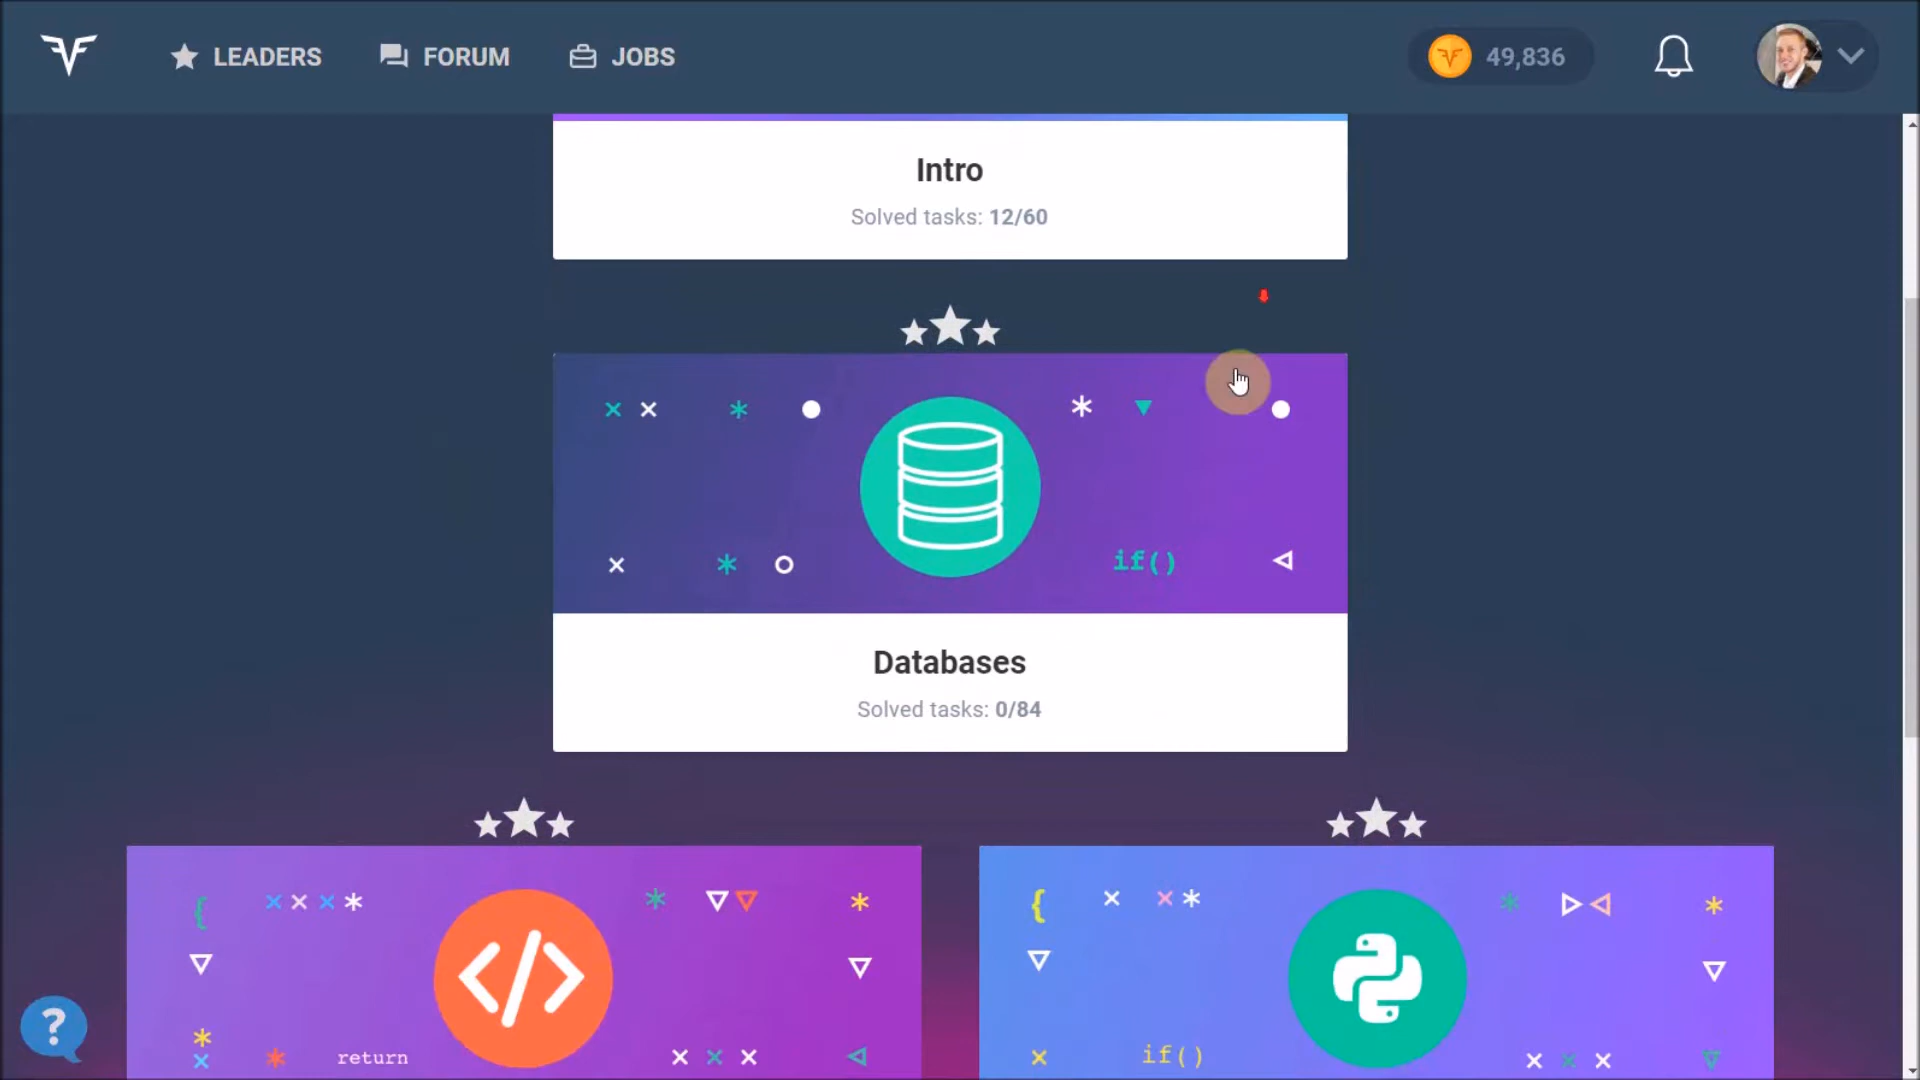 LEADERS FORUM JOBS 49,836
Intro
Solved tasks: 12/60
if()
Databases
Solved tasks: 0/84
{
{
?
return
if()